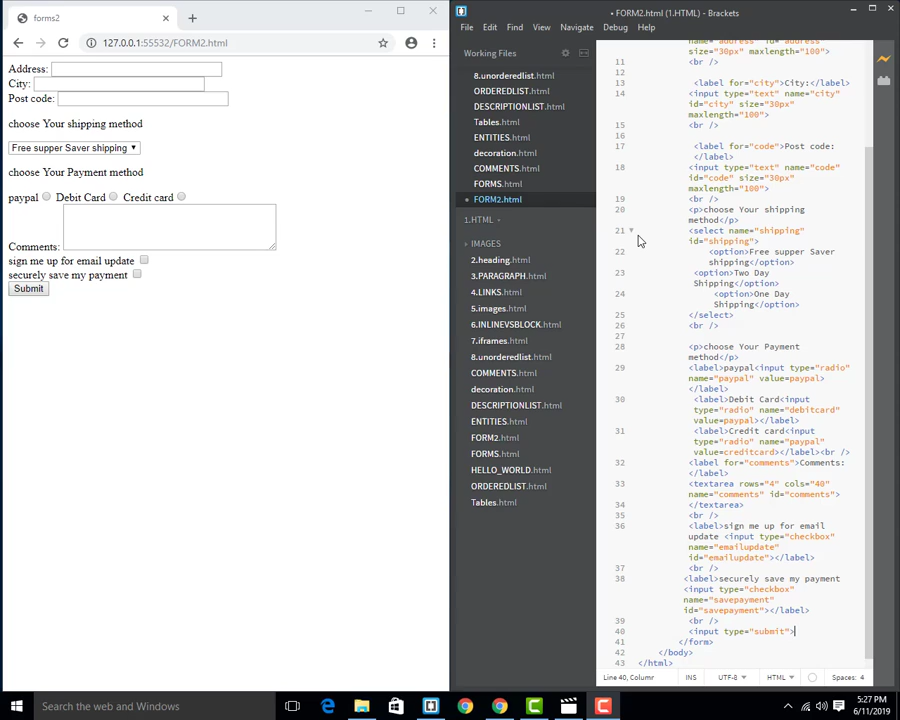 forms2
127.0.0.1:55532/FORM2.html
Address:
City:
Post code:
choose Your shipping method
Free supper Saver shipping
choose Your Payment method
paypal Debit Card Credit card
Comments:
sign me up for email update
securely save my payment
Submit
• FORM2.html (1.HTML) - Brackets
File Edit Find View Navigate
Debug Help
Working Files
8.unorderedlist.html
ORDEREDLIST.html
DESCRIPTIONLIST.html
Tables.html
ENTITIES.html
decoration.html
COMMENTS.html
FORMS.html
FORM2.html
1.HTML
IMAGES
2.heading.html
3.PARAGRAPH.html
4.LINKS.html
5.images.html
6.INLINEVSBLOCK.html
7.iframes.html
8.unorderedlist.html
COMMENTS.html
decoration.html
DESCRIPTIONLIST.html
ENTITIES.html
FORM2.html
FORMS.html
HELLO_WORLD.html
ORDEREDLIST.html
Tables.html
name="address" id="address"
size="30px" maxlength="100">
11 <br />
12
13 <label for="city">City:</label>
14 <input type="text" name="city"
id="city" size="30px"
maxlength="100">
15 <br />
16
17 <label for="code">Post code:
</label>
18 <input type="text" name="code"
id="code" size="30px"
maxlength="100">
19 <br />
20 <p>choose Your shipping
method</p>
21 <select name="shipping"
id="shipping">
22 <option>Free supper Saver
shipping</option>
23 <option>Two Day
Shipping</option>
24 <option>One Day
Shipping</option>
25 </select>
26 <br />
27
28 <p>choose Your Payment
method</p>
29 <label>paypal<input type="radio"
name="paypal" value=paypal>
</label>
30 <label>Debit Card<input
type="radio" name="debitcard"
value=paypal></label>
31 <label>Credit card<input
type="radio" name="paypal"
value=creditcard></label><br />
32 <label for="comments">Comments:
</label>
33 <textarea rows="4" cols="40"
name="comments" id="comments">
34 </textarea>
35 <br />
36 <label>sign me up for email
update <input type="checkbox"
name="emailupdate"
id="emailupdate"></label>
37 <br />
38 <label>securely save my payment
<input type="checkbox"
name="savepayment"
id="savepayment"></label>
39 <br />
40 <input type="submit">
41 </form>
42 </body>
43 </html>
Line 40, Column
INS UTF-8 HTML Spaces: 4
Search the web and Windows
5:27 PM
6/11/2019